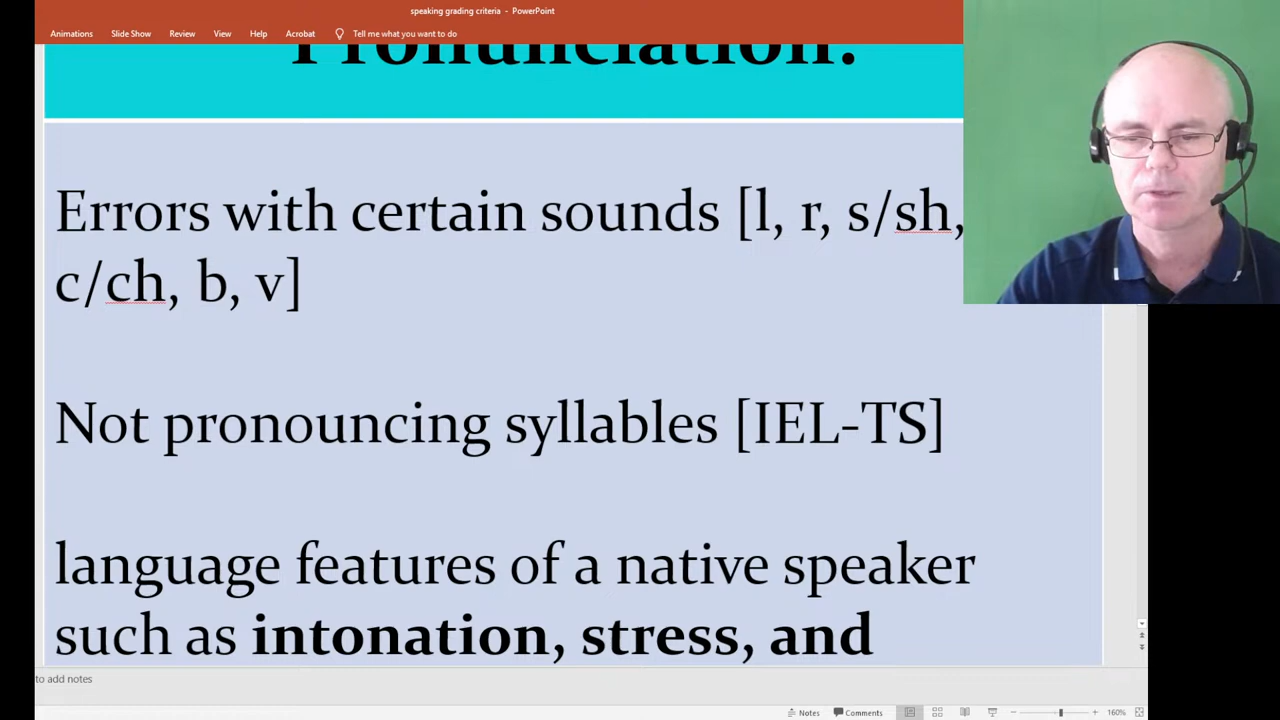 speaking grading criteria - PowerPoint
Animations Slide Show Review View Help Acrobat Tell me what you want to do
Pronunciation:
Errors with certain sounds [l, r, s/sh,
c/ch, b, v]
Not pronouncing syllables [IEL-TS]
language features of a native speaker
such as intonation, stress, and
to add notes
Notes Comments 160%